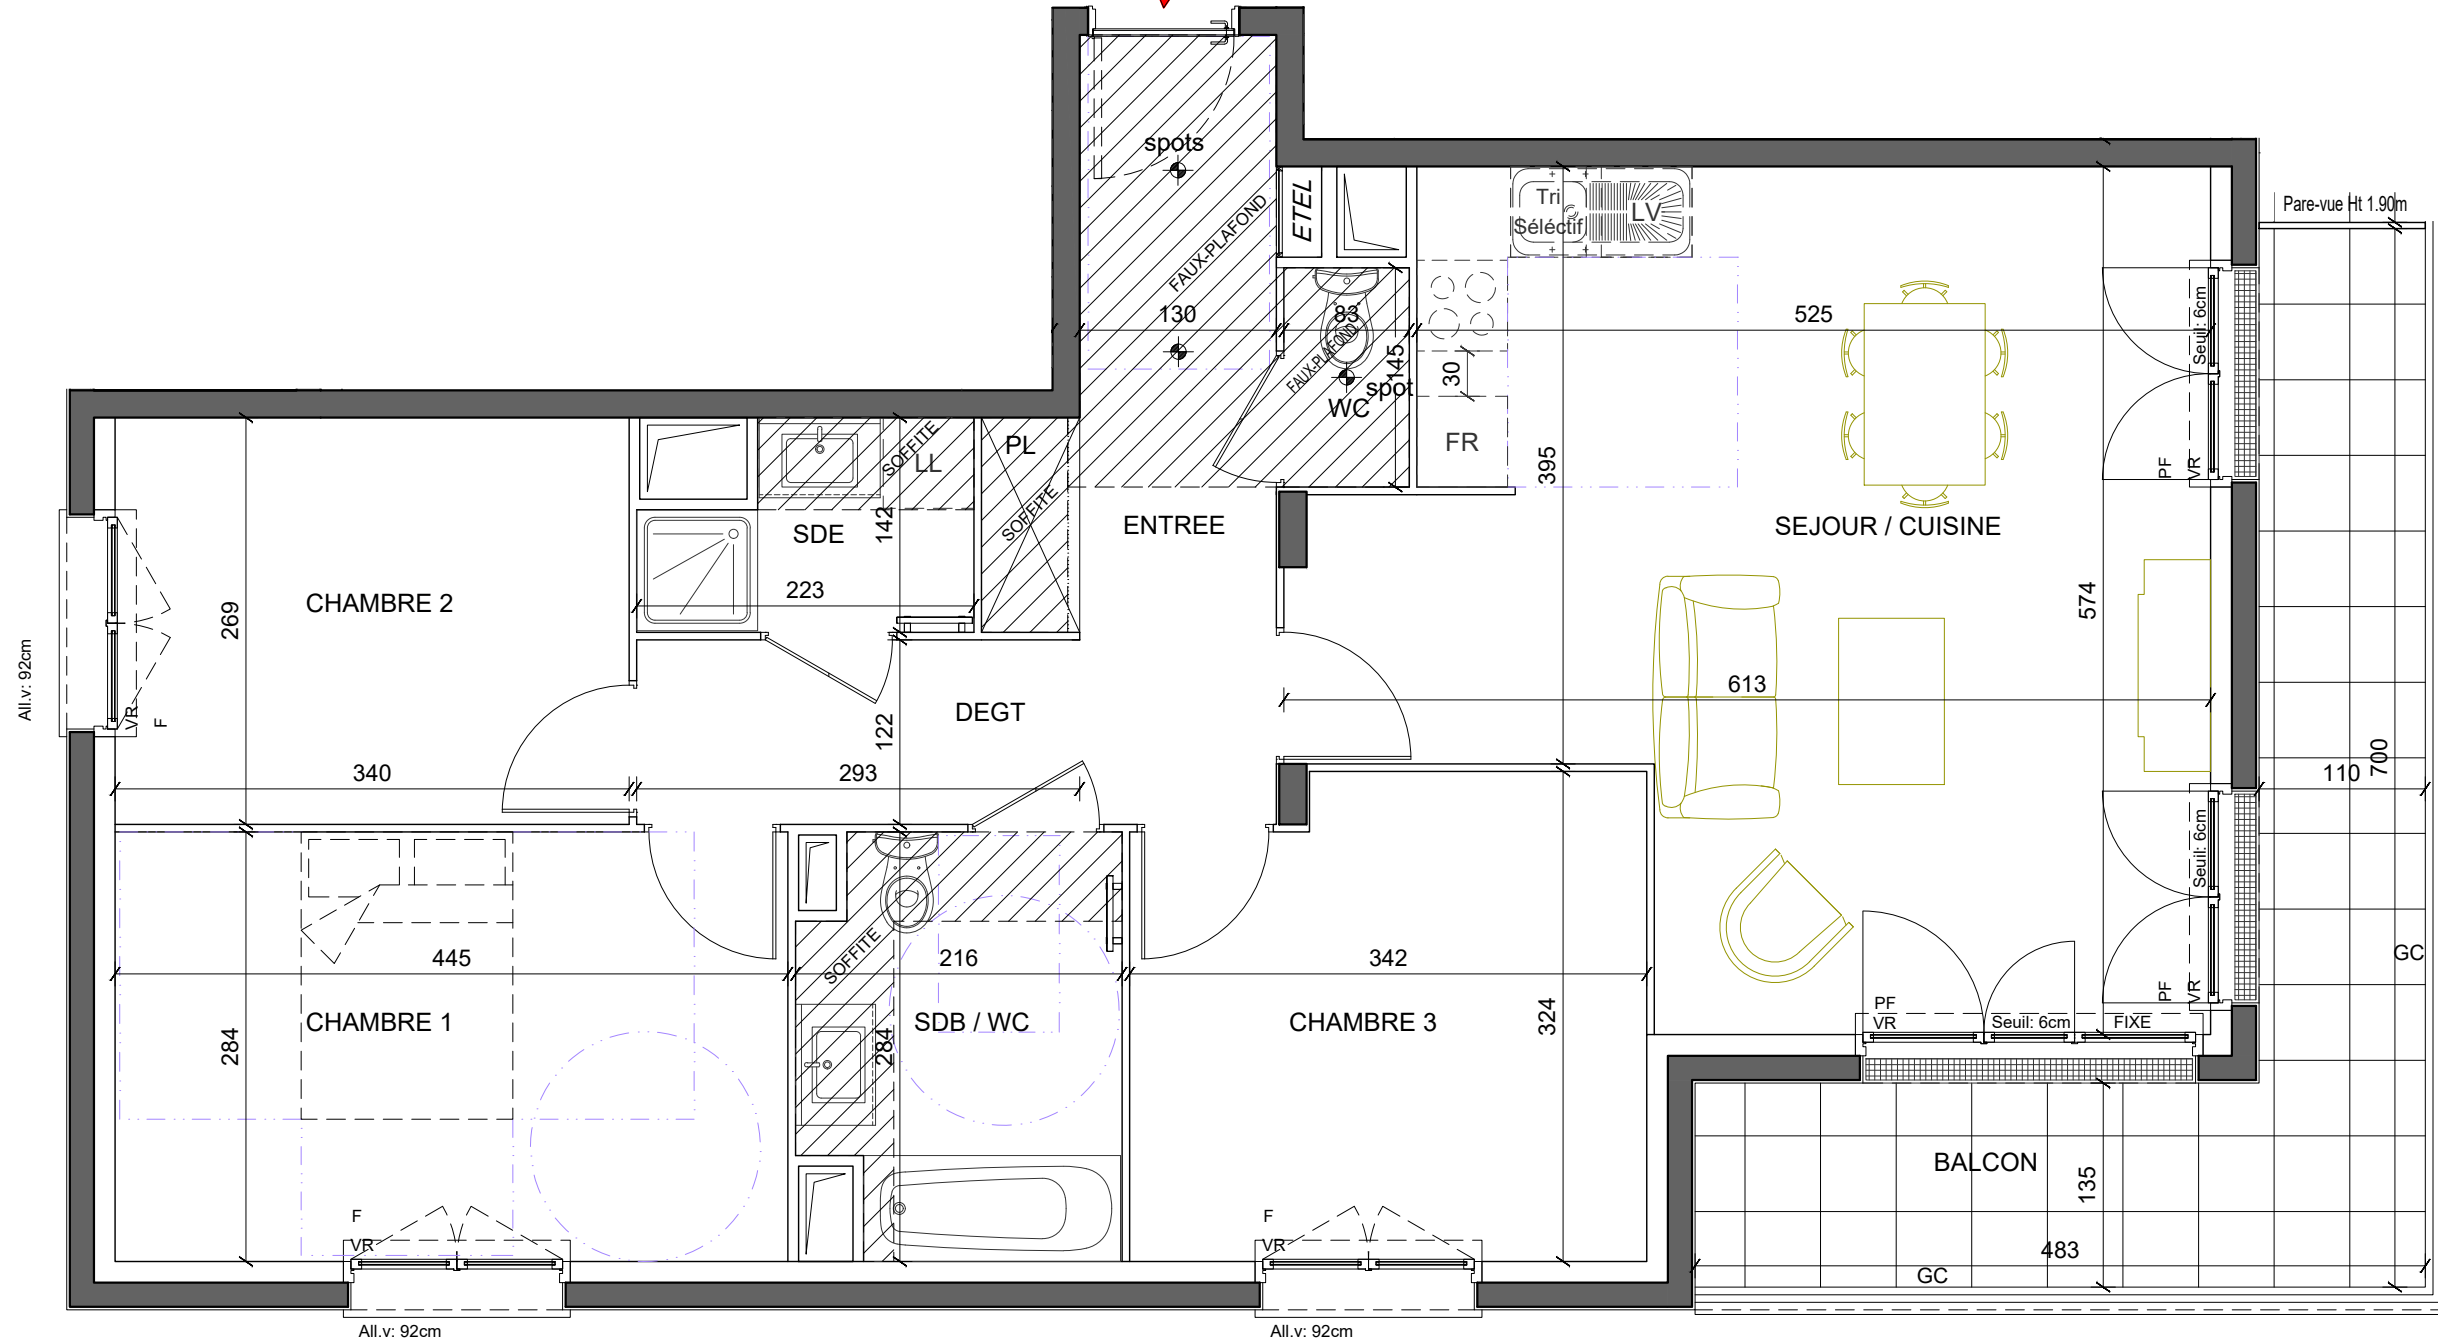 spots
FAUX-PLAFOND
ETEL
Tri
Séléctif
LV
Pare-vue Ht 1.90m
130
83
525
FAUX-PLAFOND
145
spot
WC
30
FR
395
Seuil: 6cm
PF
VR
SOFFITE
LL
PL
SOFFITE
142
SDE
223
ENTREE
SEJOUR / CUISINE
574
CHAMBRE 2
269
All.v: 92cm
VR
F
340
293
122
DEGT
613
700
110
Seuil: 6cm
PF
VR
GC
445
SOFFITE
216
342
CHAMBRE 1
284
SDB / WC
284
CHAMBRE 3
324
PF
VR
Seuil: 6cm
FIXE
BALCON
135
483
GC
F
VR
F
VR
All.v: 92cm
All.v: 92cm